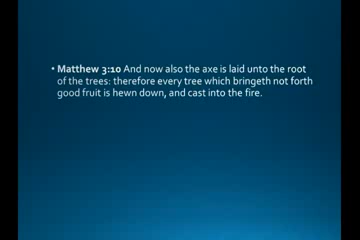 • Matthew 3:10 And now also the axe is laid unto the root
of the trees: therefore every tree which bringeth not forth
good fruit is hewn down, and cast into the fire.